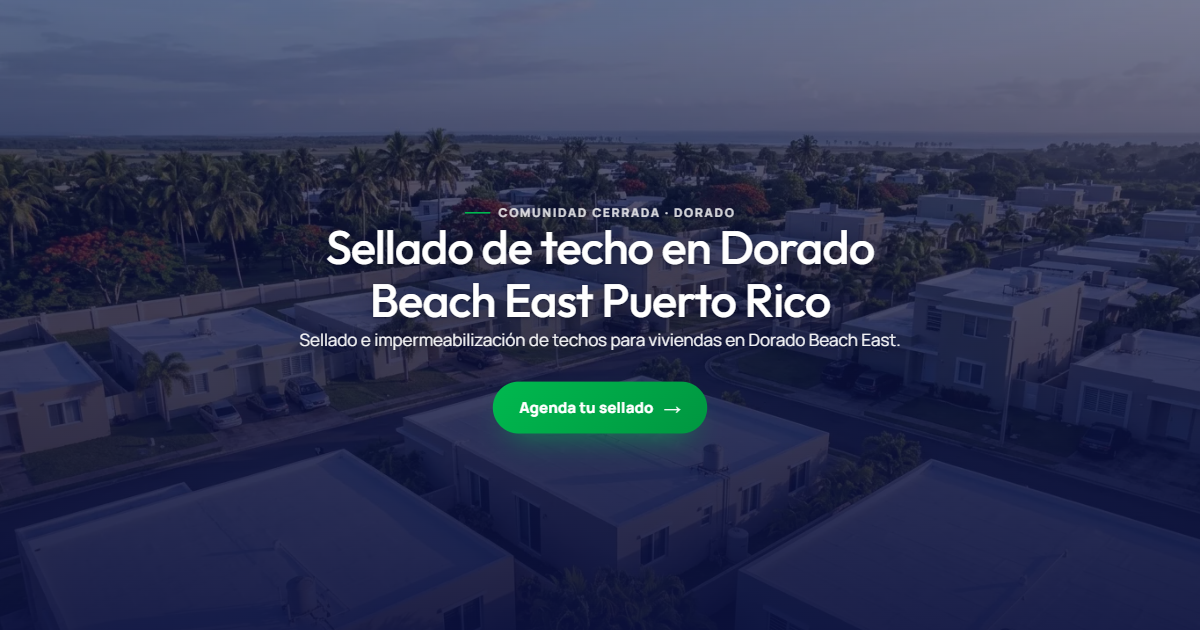 COMUNIDAD CERRADA · DORADO
Sellado de techo en Dorado
Beach East Puerto Rico
Sellado e impermeabilización de techos para viviendas en Dorado Beach East.
Agenda tu sellado →